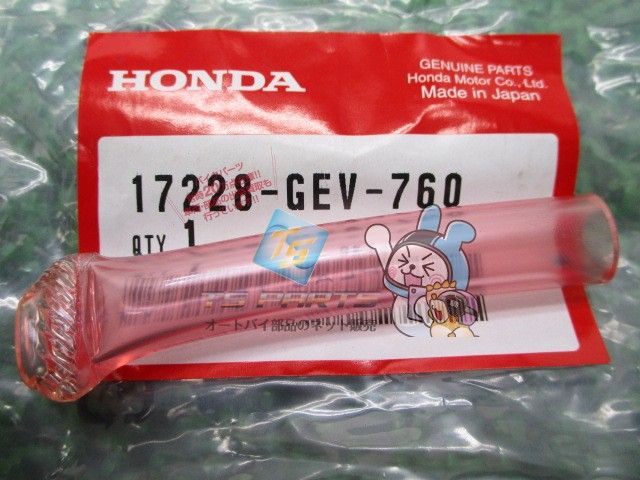 HONDA
GENUINE PARTS
Honda Motor Co., Ltd.
Made in Japan
17228-GEV-760
QTY 1
TS PARTS
オートバイ部品のネット販売